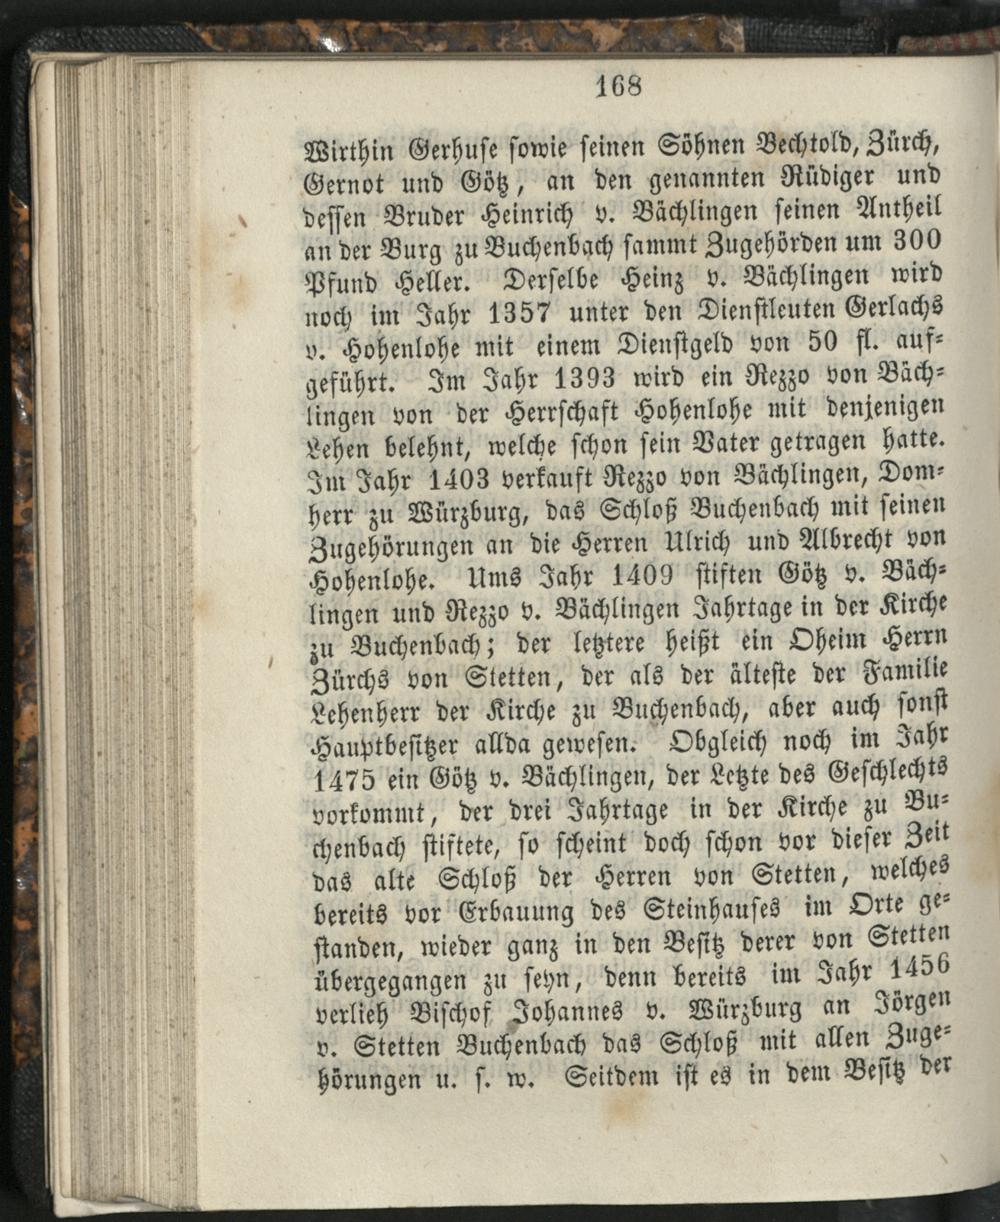 168
Wirthin Gerhuse sowie seinen Söhnen Bechtold, Zürch,
Gernot und Götz, an den genannten Rüdiger und
dessen Bruder Heinrich v. Bächlingen seinen Antheil
an der Burg zu Buchenbach sammt Zugehörden um 300
Pfund Heller. Derselbe Heinz v. Bächlingen wird
noch im Jahr 1357 unter den Dienstleuten Gerlachs
v. Hohenlohe mit einem Dienstgeld von 50 fl. auf-
geführt. Im Jahr 1393 wird ein Rezzo von Bäch-
lingen von der Herrschaft Hohenlohe mit denjenigen
Lehen belehnt, welche schon sein Vater getragen hatte.
Im Jahr 1403 verkauft Rezzo von Bächlingen, Dom-
herr zu Würzburg, das Schloß Buchenbach mit seinen
Zugehörungen an die Herren Ulrich und Albrecht von
Hohenlohe. Ums Jahr 1409 stiften Götz v. Bäch-
lingen und Rezzo v. Bächlingen Jahrtage in der Kirche
zu Buchenbach; der letztere heißt ein Oheim Herrn
Zürchs von Stetten, der als der älteste der Familie
Lehenherr der Kirche zu Buchenbach, aber auch sonst
Hauptbesitzer allda gewesen. Obgleich noch im Jahr
1475 ein Götz v. Bächlingen, der Letzte des Geschlechts
vorkommt, der drei Jahrtage in der Kirche zu Bu-
chenbach stiftete, so scheint doch schon vor dieser Zeit
das alte Schloß der Herren von Stetten, welches
bereits vor Erbauung des Steinhauses im Orte ge-
standen, wieder ganz in den Besitz derer von Stetten
übergegangen zu seyn, denn bereits im Jahr 1456
verlieh Bischof Johannes v. Würzburg an Jörgen
v. Stetten Buchenbach das Schloß mit allen Zuge-
hörungen u. s. w. Seitdem ist es in dem Besitz der